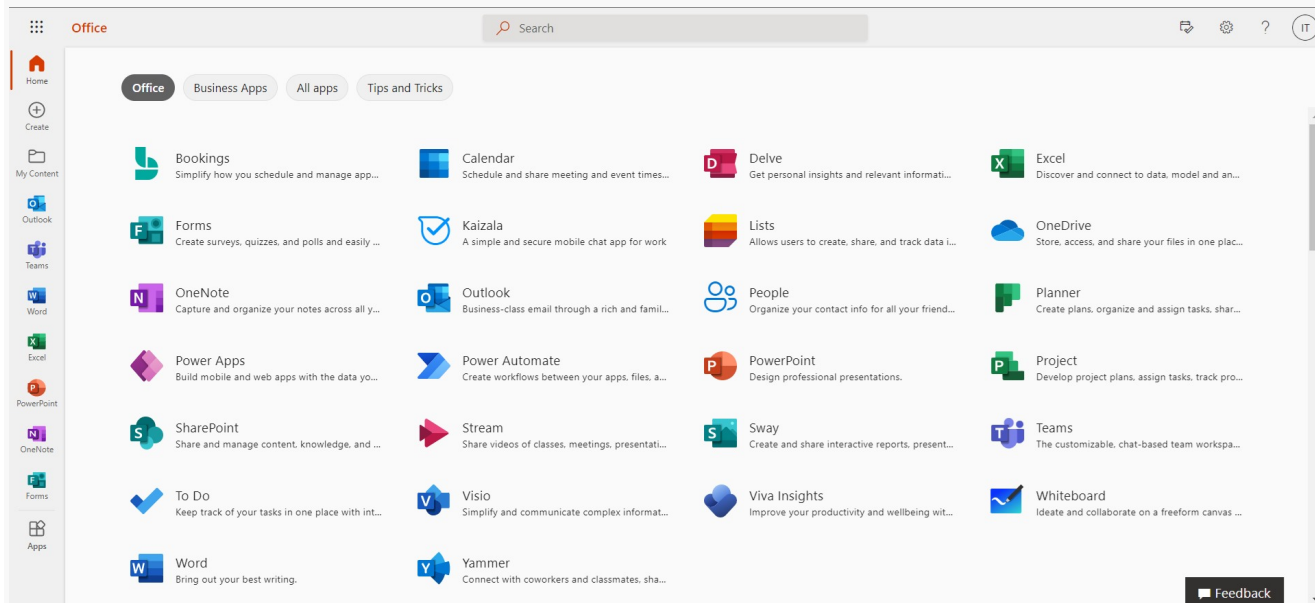 Office
Search
IT
Home
Create
My Content
Outlook
Teams
Word
Excel
PowerPoint
OneNote
Forms
Apps
Office
Business Apps
All apps
Tips and Tricks
Bookings
Simplify how you schedule and manage app...
Calendar
Schedule and share meeting and event times...
Delve
Get personal insights and relevant informati...
Excel
Discover and connect to data, model and an...
Forms
Create surveys, quizzes, and polls and easily ...
Kaizala
A simple and secure mobile chat app for work
Lists
Allows users to create, share, and track data i...
OneDrive
Store, access, and share your files in one plac...
OneNote
Capture and organize your notes across all y...
Outlook
Business-class email through a rich and famil...
People
Organize your contact info for all your friend...
Planner
Create plans, organize and assign tasks, shar...
Power Apps
Build mobile and web apps with the data yo...
Power Automate
Create workflows between your apps, files, a...
PowerPoint
Design professional presentations.
Project
Develop project plans, assign tasks, track pro...
SharePoint
Share and manage content, knowledge, and ...
Stream
Share videos of classes, meetings, presentati...
Sway
Create and share interactive reports, present...
Teams
The customizable, chat-based team workspa...
To Do
Keep track of your tasks in one place with int...
Visio
Simplify and communicate complex informat...
Viva Insights
Improve your productivity and wellbeing wit...
Whiteboard
Ideate and collaborate on a freeform canvas ...
Word
Bring out your best writing.
Yammer
Connect with coworkers and classmates, sha...
Feedback